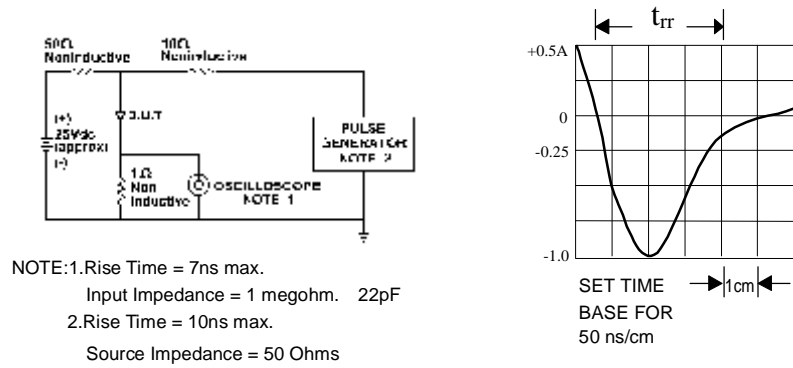 50Ω
NonInductive
10Ω
NonInductive
(+)
25Vdc
(approx)
(-)
D.U.T
1Ω
Non
Inductive
OSCILLOSCOPE
NOTE 1
PULSE
GENERATOR
NOTE 2
trr
+0.5A
0
-0.25
-1.0
SET TIME
BASE FOR
50 ns/cm
1cm
NOTE:1.Rise Time = 7ns max.
Input Impedance = 1 megohm. 22pF
2.Rise Time = 10ns max.
Source Impedance = 50 Ohms